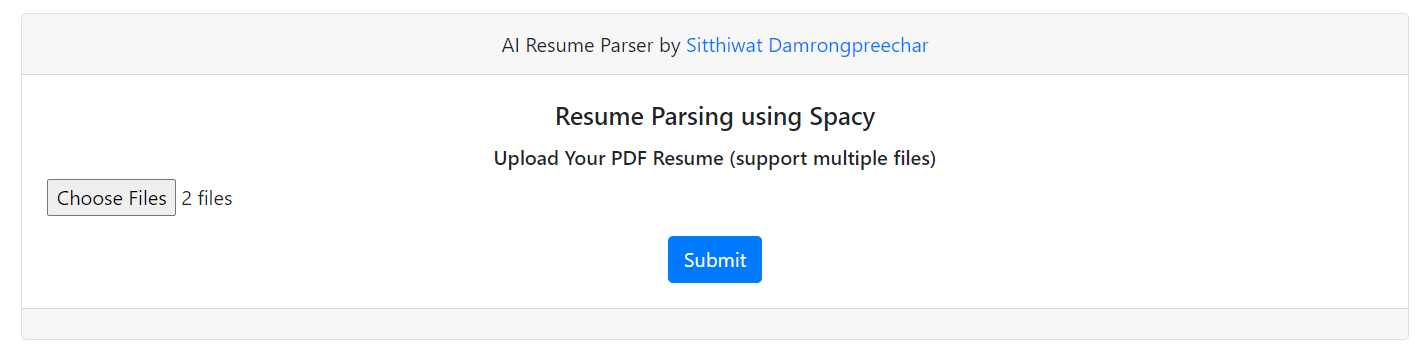 AI Resume Parser by Sitthiwat Damrongpreechar
Resume Parsing using Spacy
Upload Your PDF Resume (support multiple files)
Choose Files 2 files
Submit